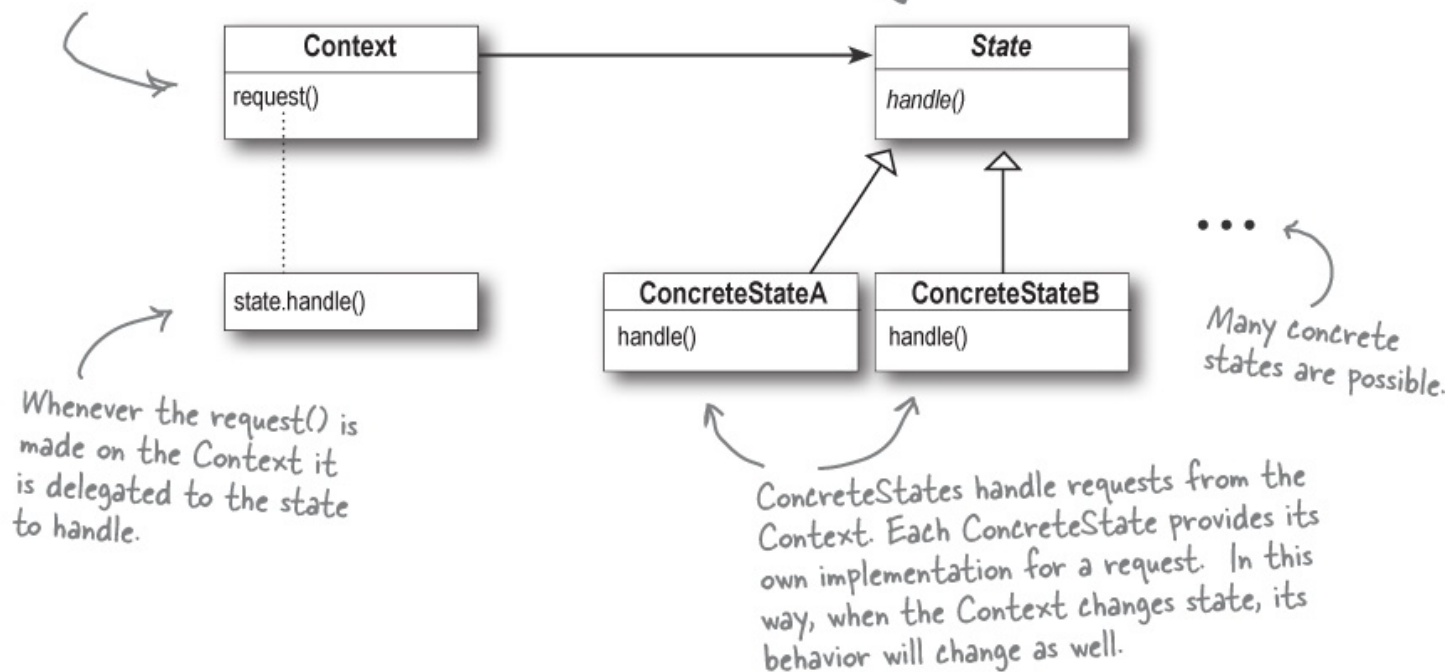 Context
request()
State
handle()
state.handle()
ConcreteStateA
handle()
ConcreteStateB
handle()
Many concrete
states are possible.
Whenever the request() is
made on the Context it
is delegated to the state
to handle.
ConcreteStates handle requests from the
Context. Each ConcreteState provides its
own implementation for a request. In this
way, when the Context changes state, its
behavior will change as well.